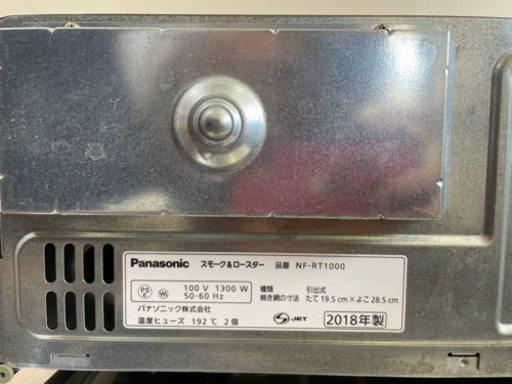 Panasonic スモーク&ロースター 品番 NF-RT1000
PS E 100 V 1300 W
50-60 Hz
種類 引出式
焼き網の寸法 たて 19.5 cm×よこ 28.5 cm
パナソニック株式会社
温度ヒューズ 192 ℃ 2 個
S JET 2018年製